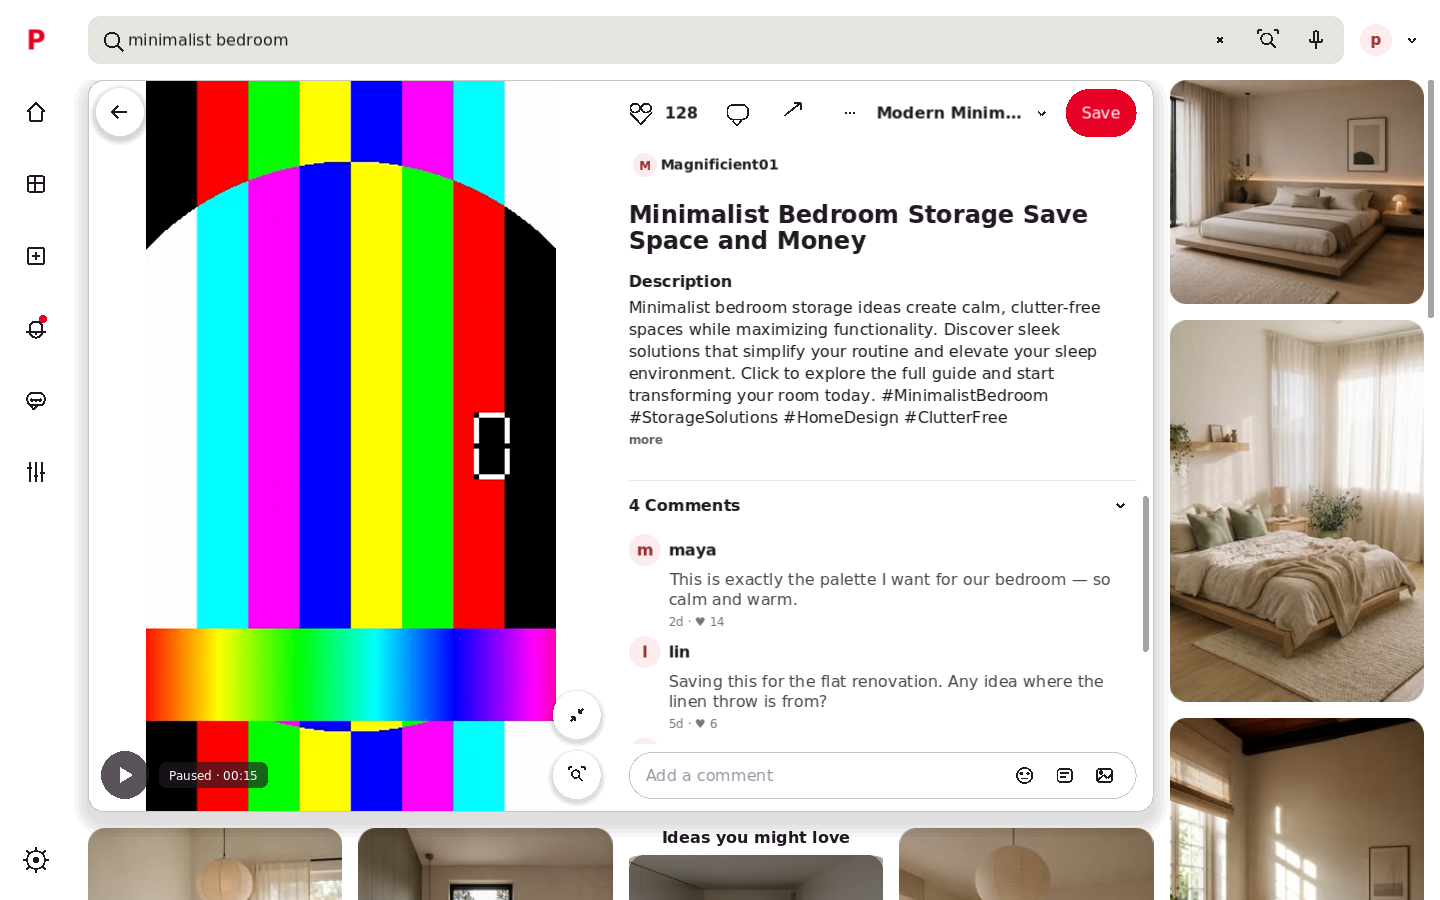 P
minimalist bedroom
p
128
Modern Minim...
Save
M Magnificient01
Minimalist Bedroom Storage Save
Space and Money
Description
Minimalist bedroom storage ideas create calm, clutter-free
spaces while maximizing functionality. Discover sleek
solutions that simplify your routine and elevate your sleep
environment. Click to explore the full guide and start
transforming your room today. #MinimalistBedroom
#StorageSolutions #HomeDesign #ClutterFree
more
4 Comments
m maya
This is exactly the palette I want for our bedroom — so
calm and warm.
2d · ♥ 14
l lin
Saving this for the flat renovation. Any idea where the
linen throw is from?
5d · ♥ 6
Add a comment
0
Paused · 00:15
Ideas you might love